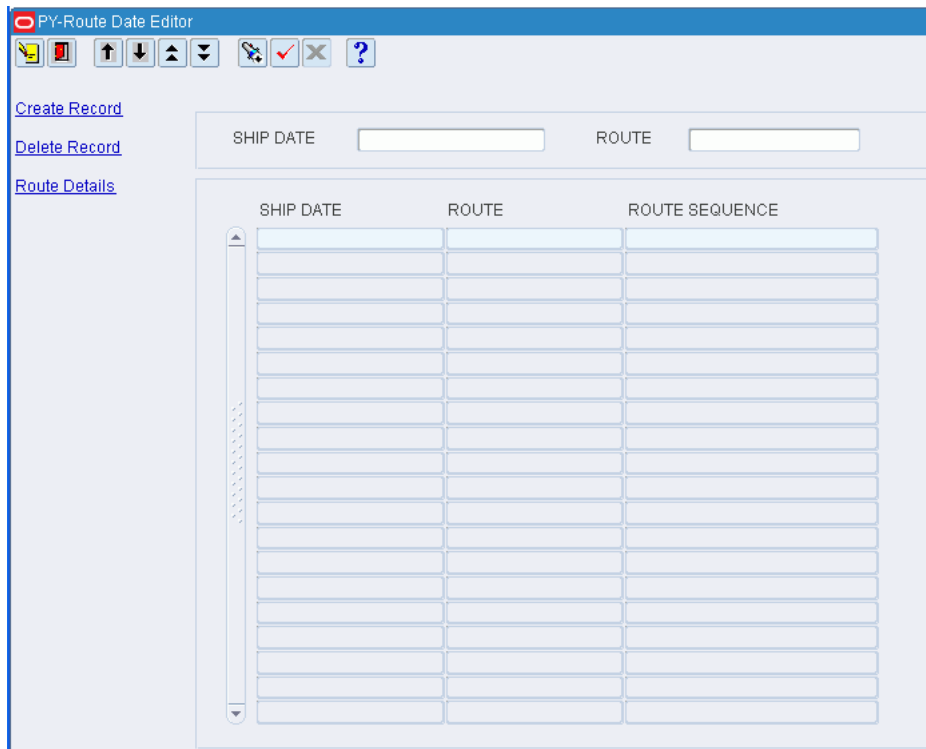 PY-Route Date Editor
?
Create Record
Delete Record
Route Details
SHIP DATE ROUTE
SHIP DATE ROUTE ROUTE SEQUENCE